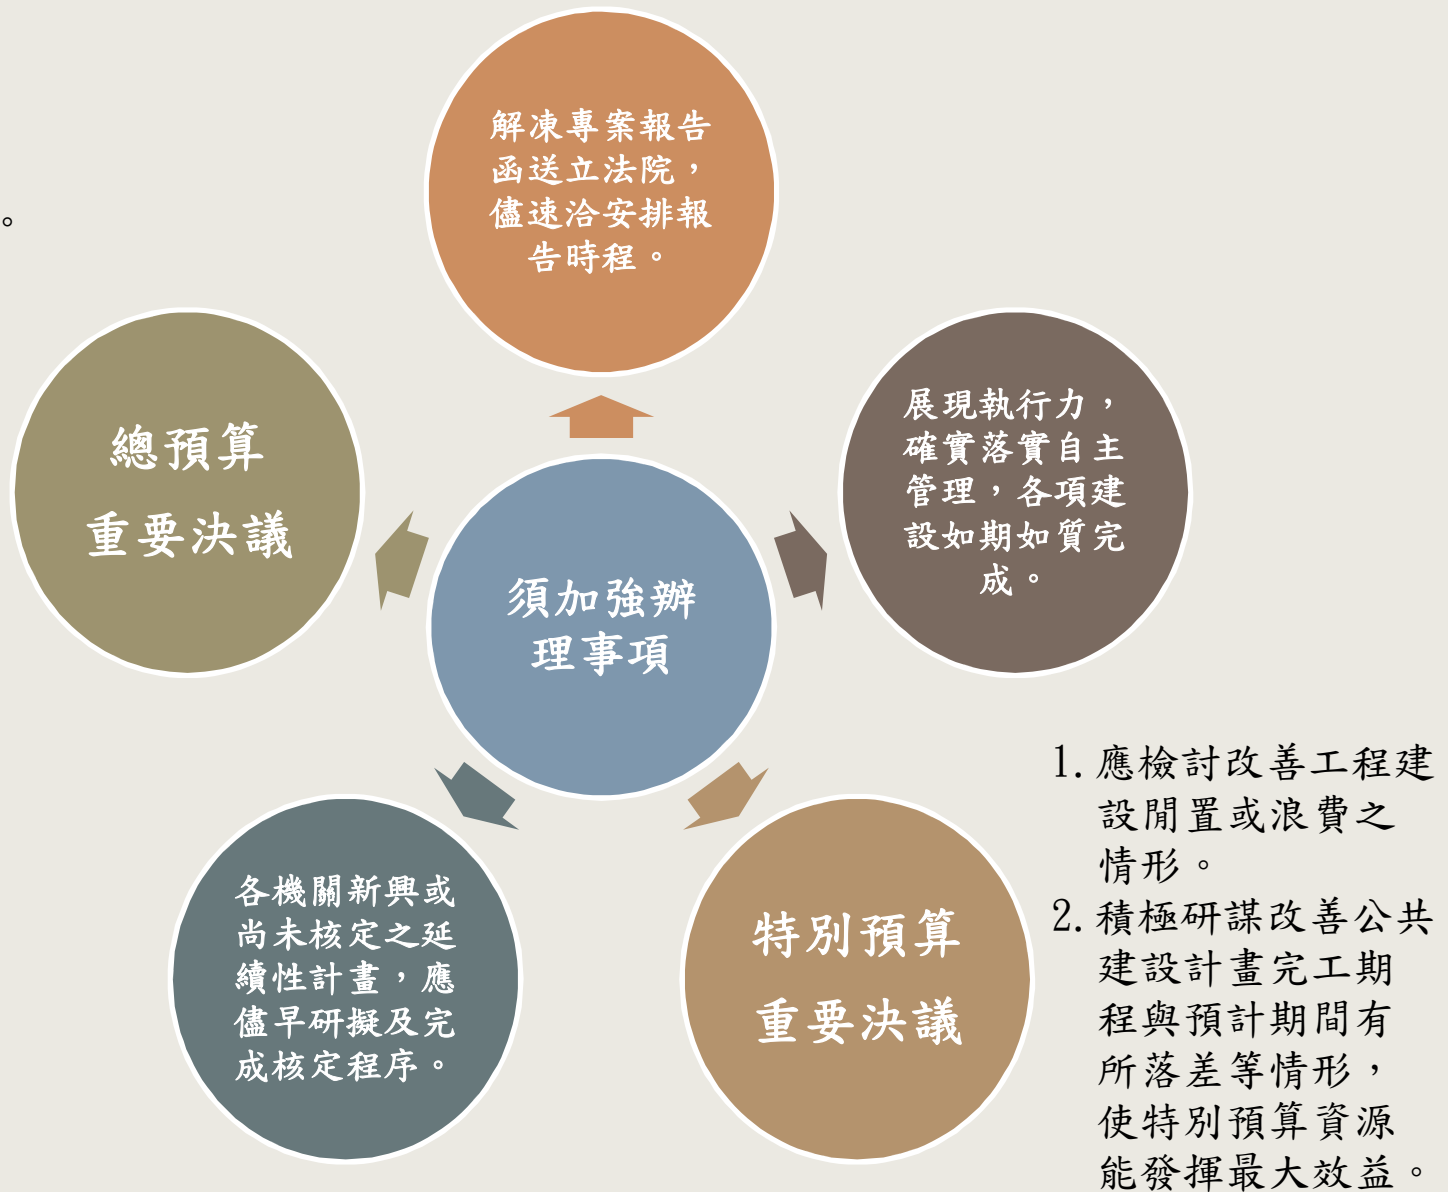 解凍專案報告
函送立法院，
儘速洽安排報
告時程。
。
總預算
重要決議
展現執行力，
確實落實自主
管理，各項建
設如期如質完
成。
須加強辦
理事項
各機關新興或
尚未核定之延
續性計畫，應
儘早研擬及完
成核定程序。
特別預算
重要決議
1.應檢討改善工程建
設閒置或浪費之
情形。
2.積極研謀改善公共
建設計畫完工期
程與預計期間有
所落差等情形，
使特別預算資源
能發揮最大效益。